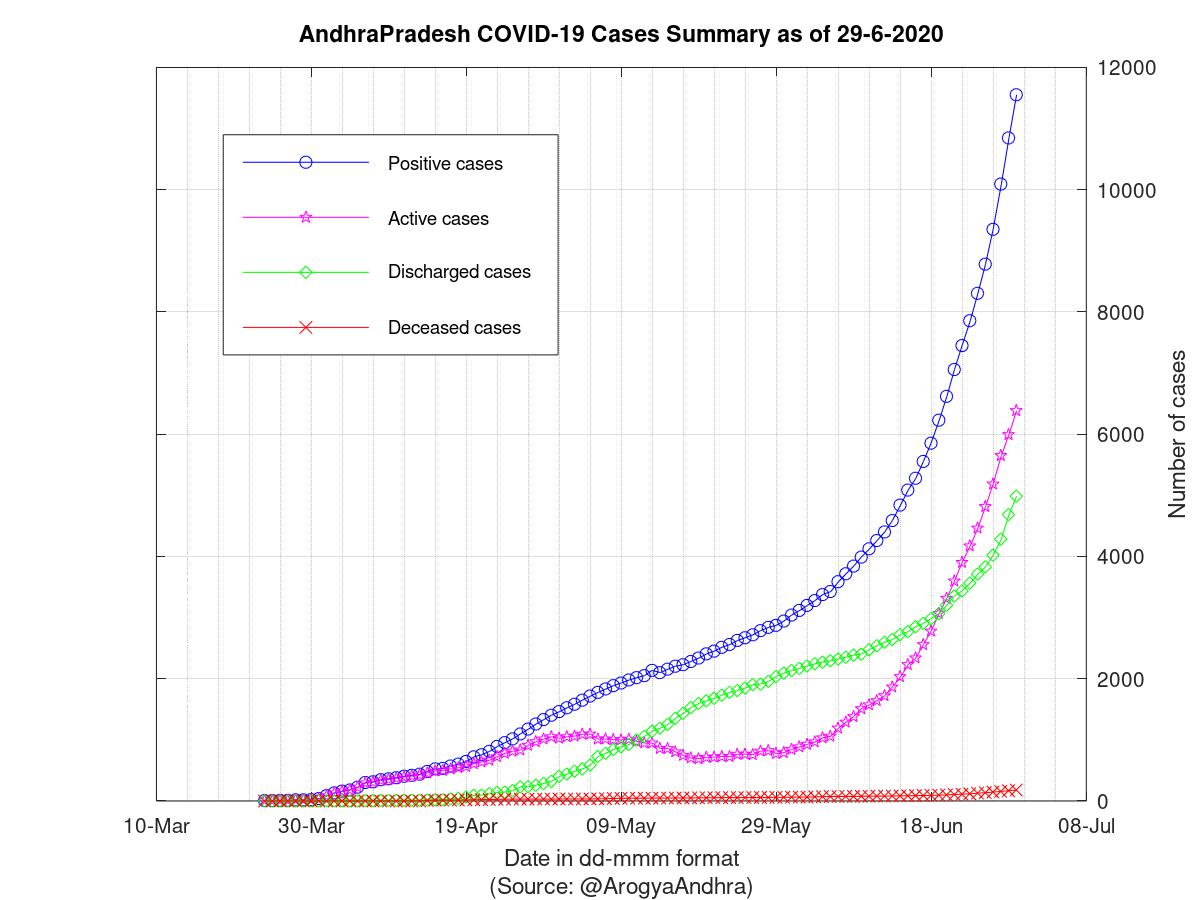 AndhraPradesh COVID-19 Cases Summary as of 29-6-2020
Positive cases
Active cases
Discharged cases
Deceased cases
12000
10000
8000
6000
4000
2000
0
Number of cases
10-Mar 30-Mar 19-Apr 09-May 29-May 18-Jun 08-Jul
Date in dd-mmm format
(Source: @ArogyaAndhra)